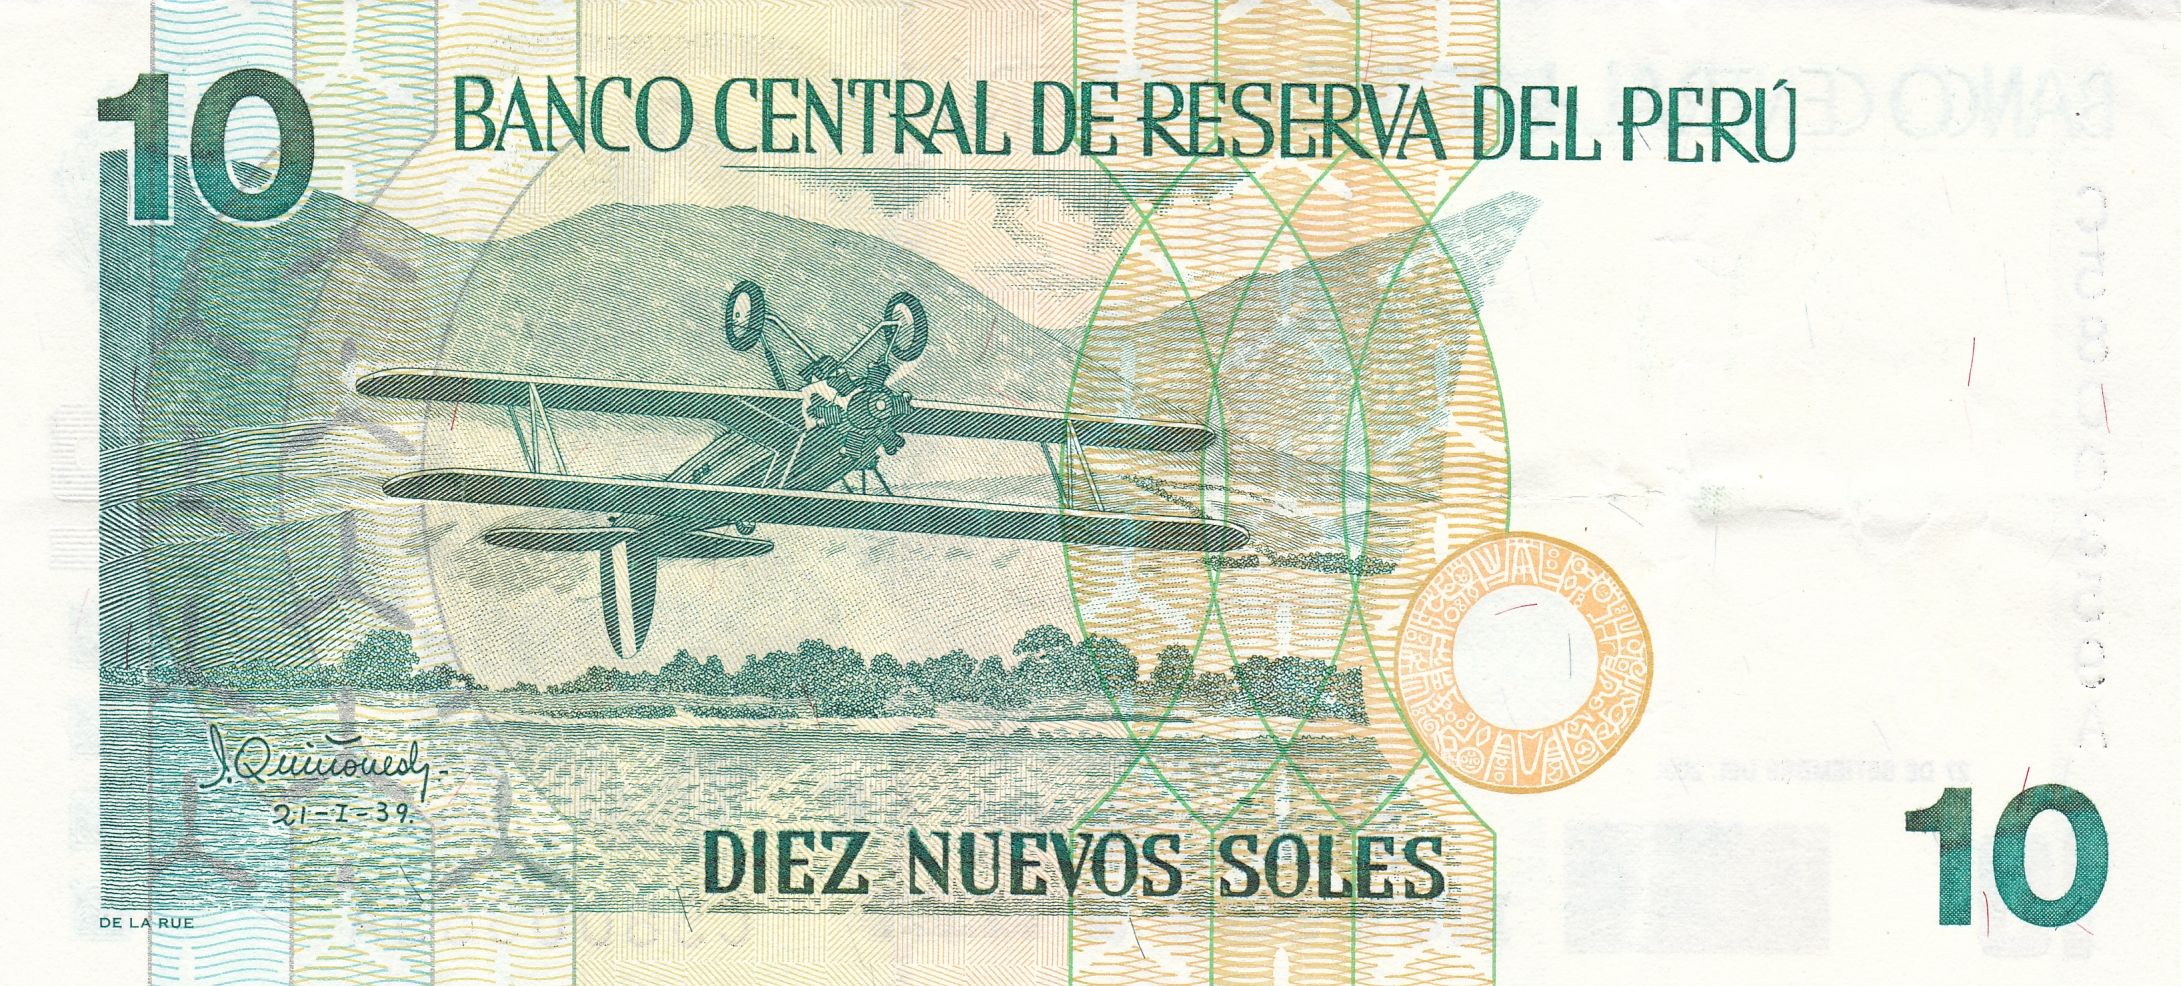 10
BANCO CENTRAL DE RESERVA DEL PERÚ
J. Quiñones G.
21-I-39.
DIEZ NUEVOS SOLES
10
DE LA RUE